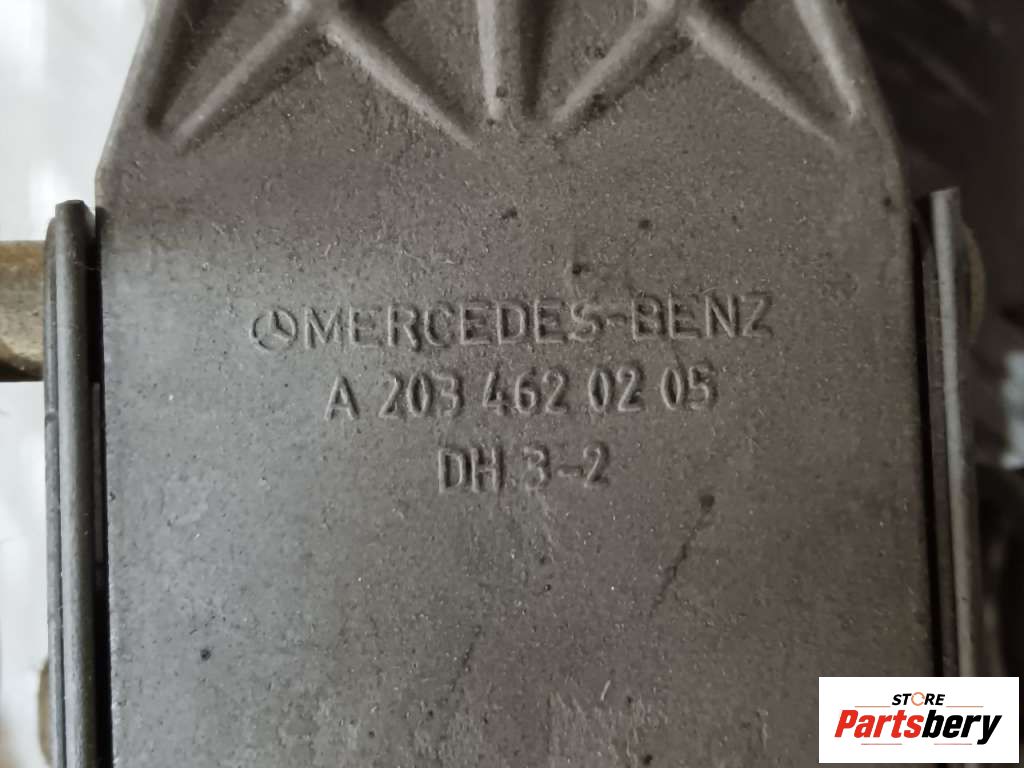 MERCEDES-BENZ
A 203 462 02 05
DH 3-2
STORE
Partsbery